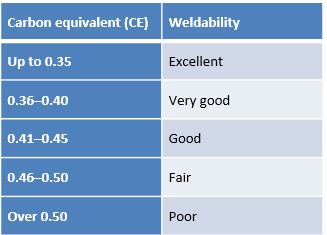 Carbon equivalent (CE) Weldability
Up to 0.35 Excellent
0.36–0.40 Very good
0.41–0.45 Good
0.46–0.50 Fair
Over 0.50 Poor